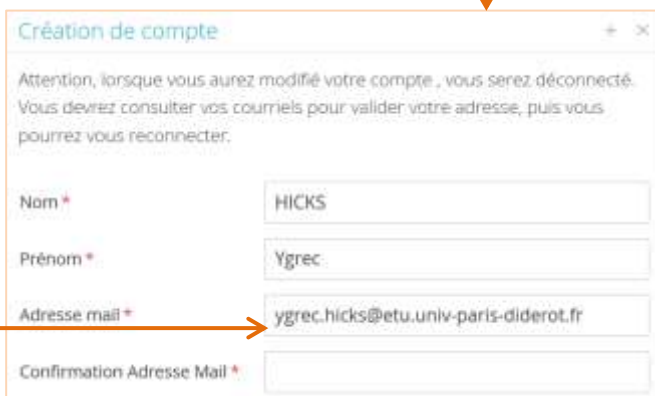 Création de compte
Attention, lorsque vous aurez modifié votre compte , vous serez déconnecté.
Vous devrez consulter vos courriels pour valider votre adresse, puis vous
pourrez vous reconnecter.
Nom * HICKS
Prénom * Ygrec
Adresse mail * ygrec.hicks@etu.univ-paris-diderot.fr
Confirmation Adresse Mail *